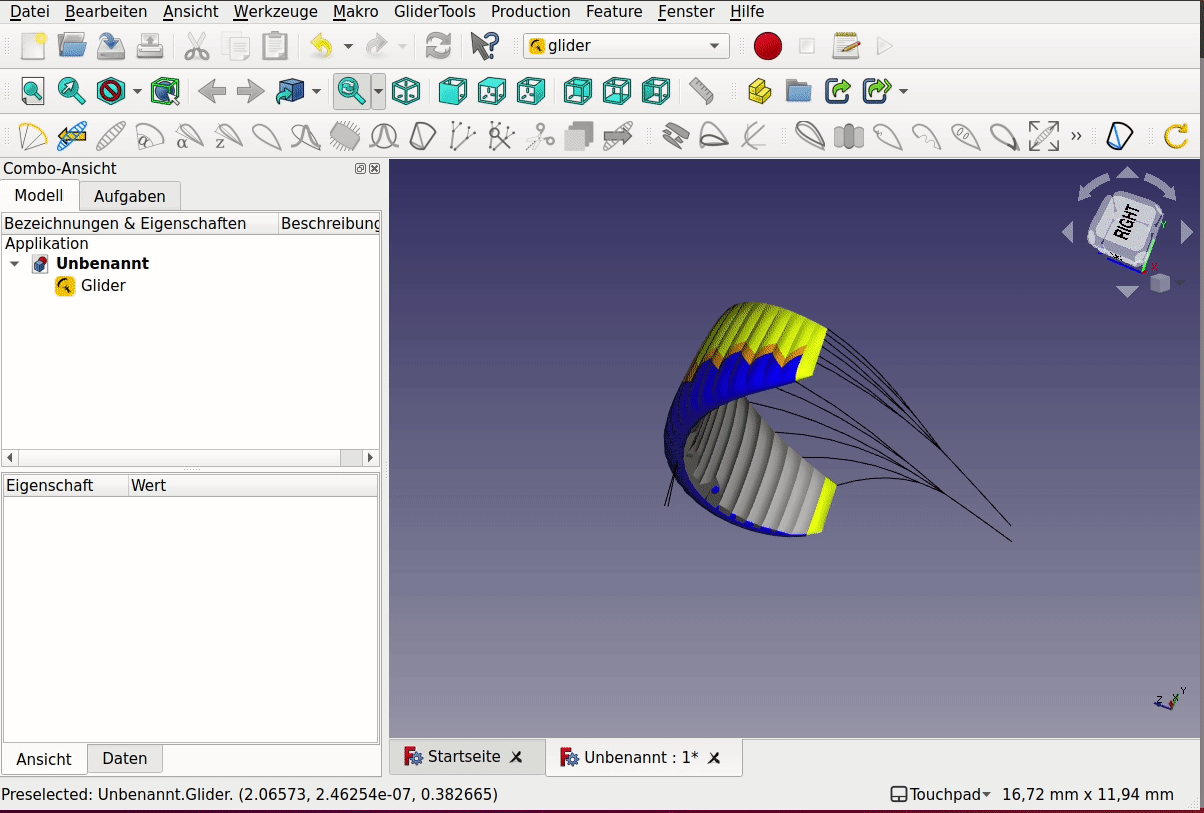 Datei Bearbeiten Ansicht Werkzeuge Makro GliderTools Production Feature Fenster Hilfe
glider
Combo-Ansicht
Modell Aufgaben
Bezeichnungen & Eigenschaften Beschreibung
Applikation
Unbenannt
Glider
RIGHT
Y
X
Eigenschaft Wert
Z X Y
Ansicht Daten
Startseite Unbenannt : 1*
Preselected: Unbenannt.Glider. (2.06573, 2.46254e-07, 0.382665) Touchpad 16,72 mm x 11,94 mm